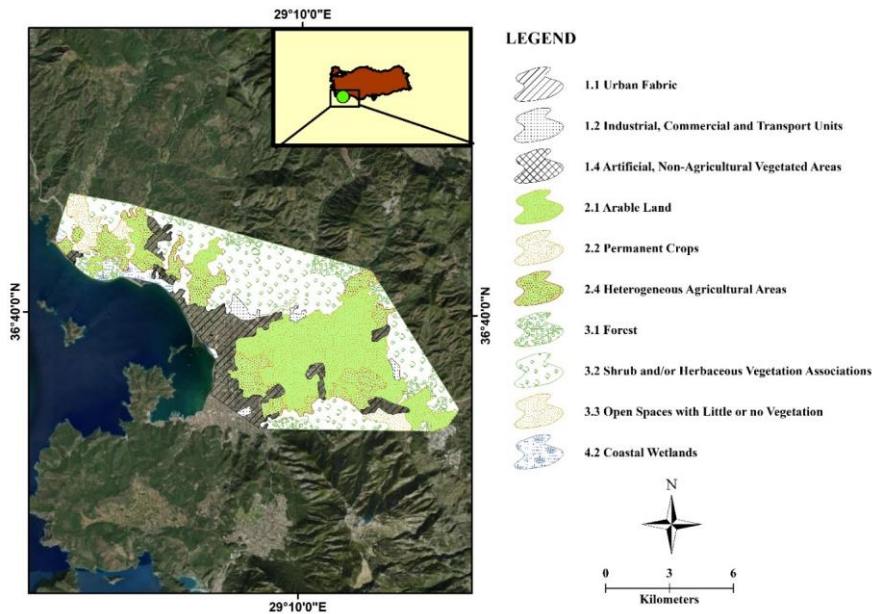 29°10'0"E
36°40'0"N
36°40'0"N
29°10'0"E
LEGEND
1.1 Urban Fabric
1.2 Industrial, Commercial and Transport Units
1.4 Artificial, Non-Agricultural Vegetated Areas
2.1 Arable Land
2.2 Permanent Crops
2.4 Heterogeneous Agricultural Areas
3.1 Forest
3.2 Shrub and/or Herbaceous Vegetation Associations
3.3 Open Spaces with Little or no Vegetation
4.2 Coastal Wetlands
N
0 3 6
Kilometers